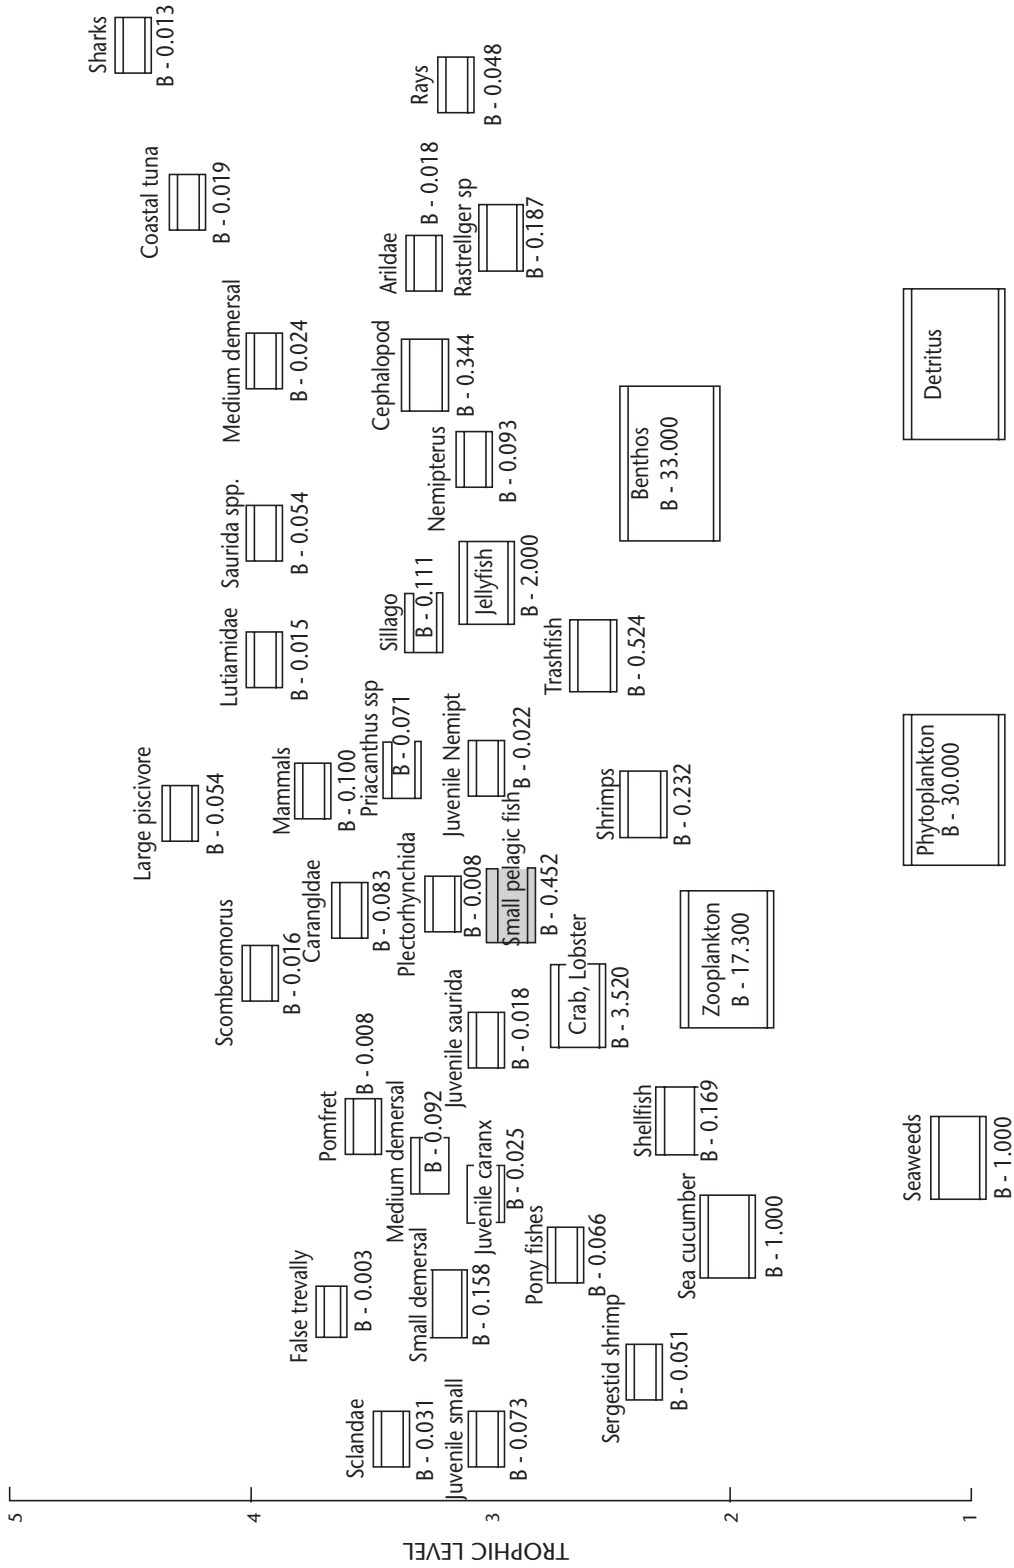 Sharks
B - 0.013
Coastal tuna
B - 0.019
Rays
B - 0.048
Medium demersal
B - 0.024
Arildae
B - 0.018
Rastrellger sp
B - 0.187
Cephalopod
B - 0.344
Nemipterus
B - 0.093
Saurida spp.
B - 0.054
Lutiamidae
B - 0.015
Sillago
B - 0.111
Jellyfish
B - 2.000
Benthos
B - 33.000
Detritus
Trashfish
B - 0.524
Large piscivore
B - 0.054
Mammals
B - 0.100
Priacanthus ssp
B - 0.071
Juvenile Nemipt
B - 0.022
Shrimps
B - 0.232
Phytoplankton
B - 30.000
Scomberomorus
B - 0.016
CarangIdae
B - 0.083
Plectorhynchida
B - 0.008
Small pelagic fish
B - 0.452
Crab, Lobster
B - 3.520
Zooplankton
B - 17.300
Pomfret
B - 0.008
Medium demersal
B - 0.092
Juvenile saurida
B - 0.018
Juvenile caranx
B - 0.025
Shellfish
B - 0.169
Seaweeds
B - 1.000
False trevally
B - 0.003
Small demersal
B - 0.158
Pony fishes
B - 0.066
Sea cucumber
B - 1.000
Sclandae
B - 0.031
Juvenile small
B - 0.073
Sergestid shrimp
B - 0.051
5
4
3
2
1
TROPHIC LEVEL